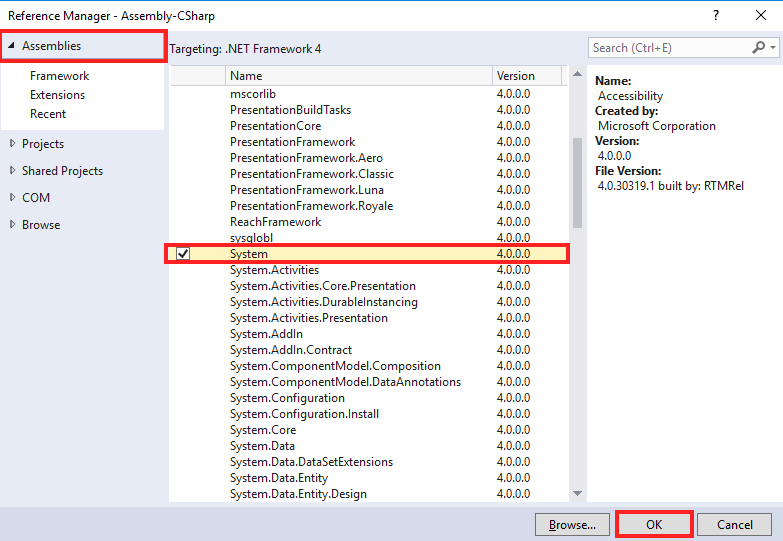 Reference Manager - Assembly-CSharp
?
Assemblies
Framework
Extensions
Recent
Projects
Shared Projects
COM
Browse
Targeting: .NET Framework 4
Name Version
mscorlib 4.0.0.0
PresentationBuildTasks 4.0.0.0
PresentationCore 4.0.0.0
PresentationFramework 4.0.0.0
PresentationFramework.Aero 4.0.0.0
PresentationFramework.Classic 4.0.0.0
PresentationFramework.Luna 4.0.0.0
PresentationFramework.Royale 4.0.0.0
ReachFramework 4.0.0.0
sysglobl 4.0.0.0
System 4.0.0.0
System.Activities 4.0.0.0
System.Activities.Core.Presentation 4.0.0.0
System.Activities.DurableInstancing 4.0.0.0
System.Activities.Presentation 4.0.0.0
System.AddIn 4.0.0.0
System.AddIn.Contract 4.0.0.0
System.ComponentModel.Composition 4.0.0.0
System.ComponentModel.DataAnnotations 4.0.0.0
System.Configuration 4.0.0.0
System.Configuration.Install 4.0.0.0
System.Core 4.0.0.0
System.Data 4.0.0.0
System.Data.DataSetExtensions 4.0.0.0
System.Data.Entity 4.0.0.0
System.Data.Entity.Design 4.0.0.0
Search (Ctrl+E)
Name:
Accessibility
Created by:
Microsoft Corporation
Version:
4.0.0.0
File Version:
4.0.30319.1 built by: RTMRel
Browse... OK Cancel